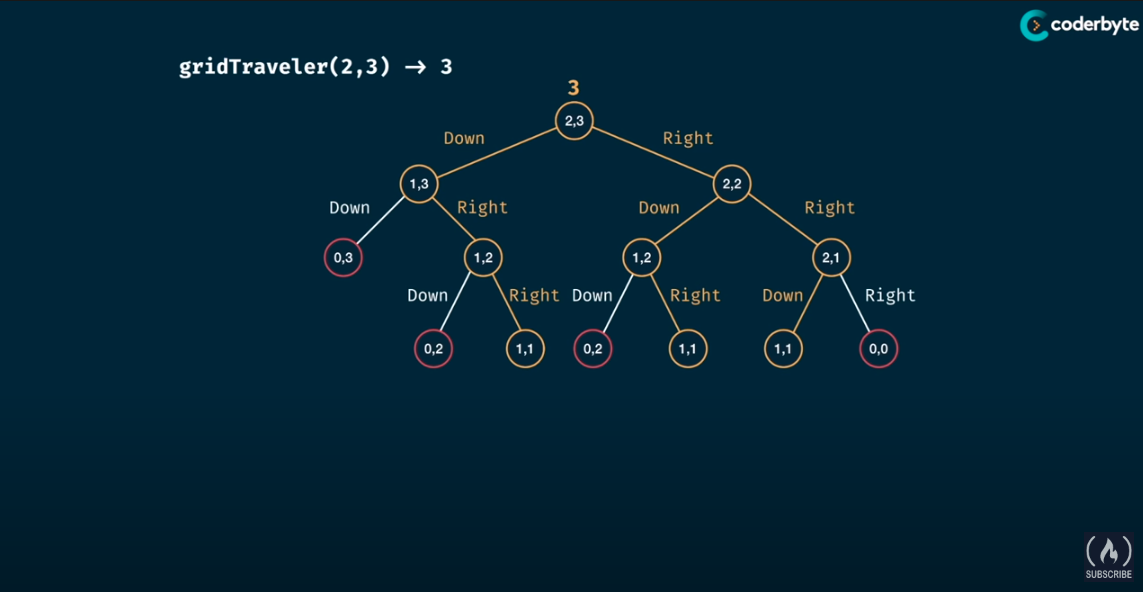 coderbyte
gridTraveler(2,3) → 3
3
2,3
Down Right
1,3 2,2
Down Right Down Right
0,3 1,2 1,2 2,1
Down Right Down Right Down Right
0,2 1,1 0,2 1,1 1,1 0,0
SUBSCRIBE